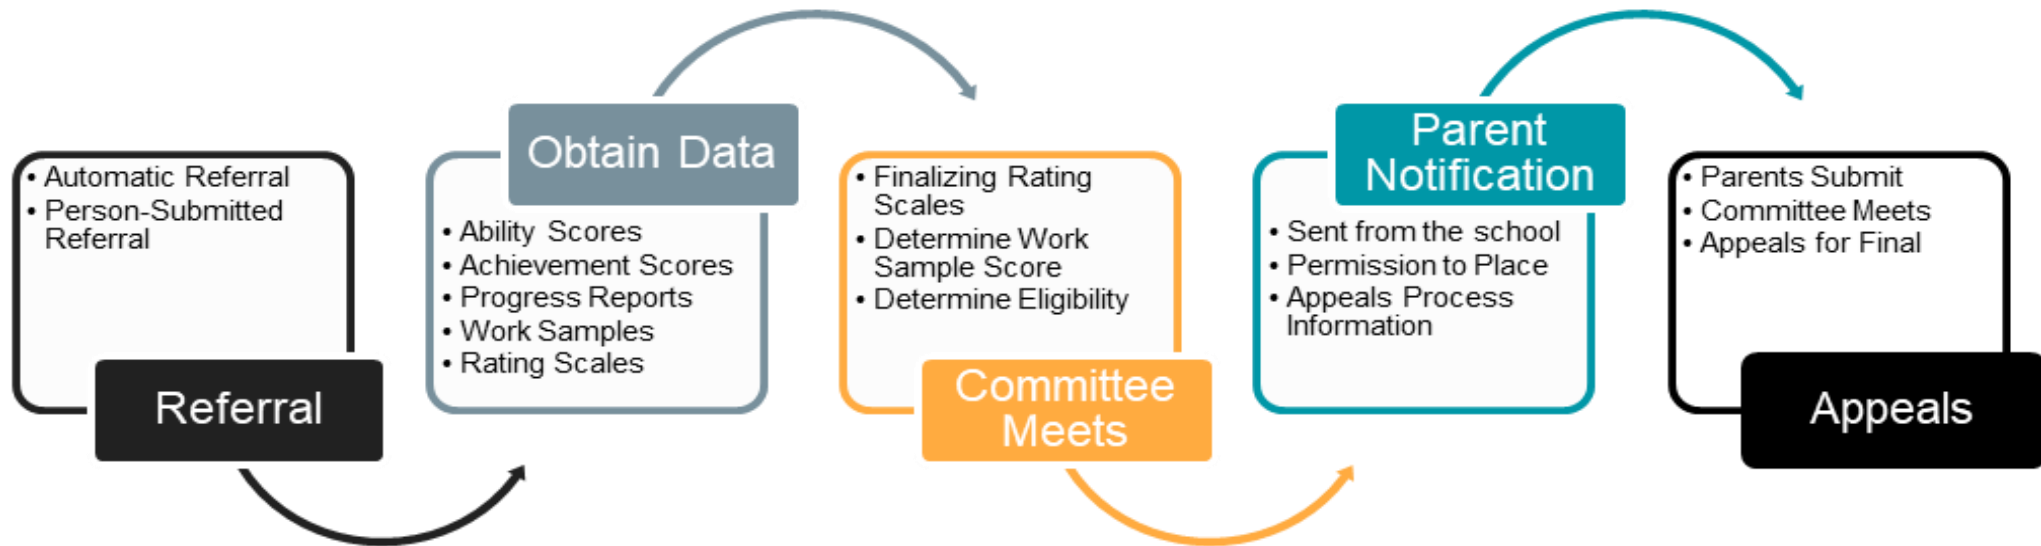 • Automatic Referral
• Person-Submitted
Referral
Referral
Obtain Data
• Ability Scores
• Achievement Scores
• Progress Reports
• Work Samples
• Rating Scales
• Finalizing Rating
Scales
• Determine Work
Sample Score
• Determine Eligibility
Committee
Meets
Parent
Notification
• Sent from the school
• Permission to Place
• Appeals Process
Information
• Parents Submit
• Committee Meets
• Appeals for Final
Appeals